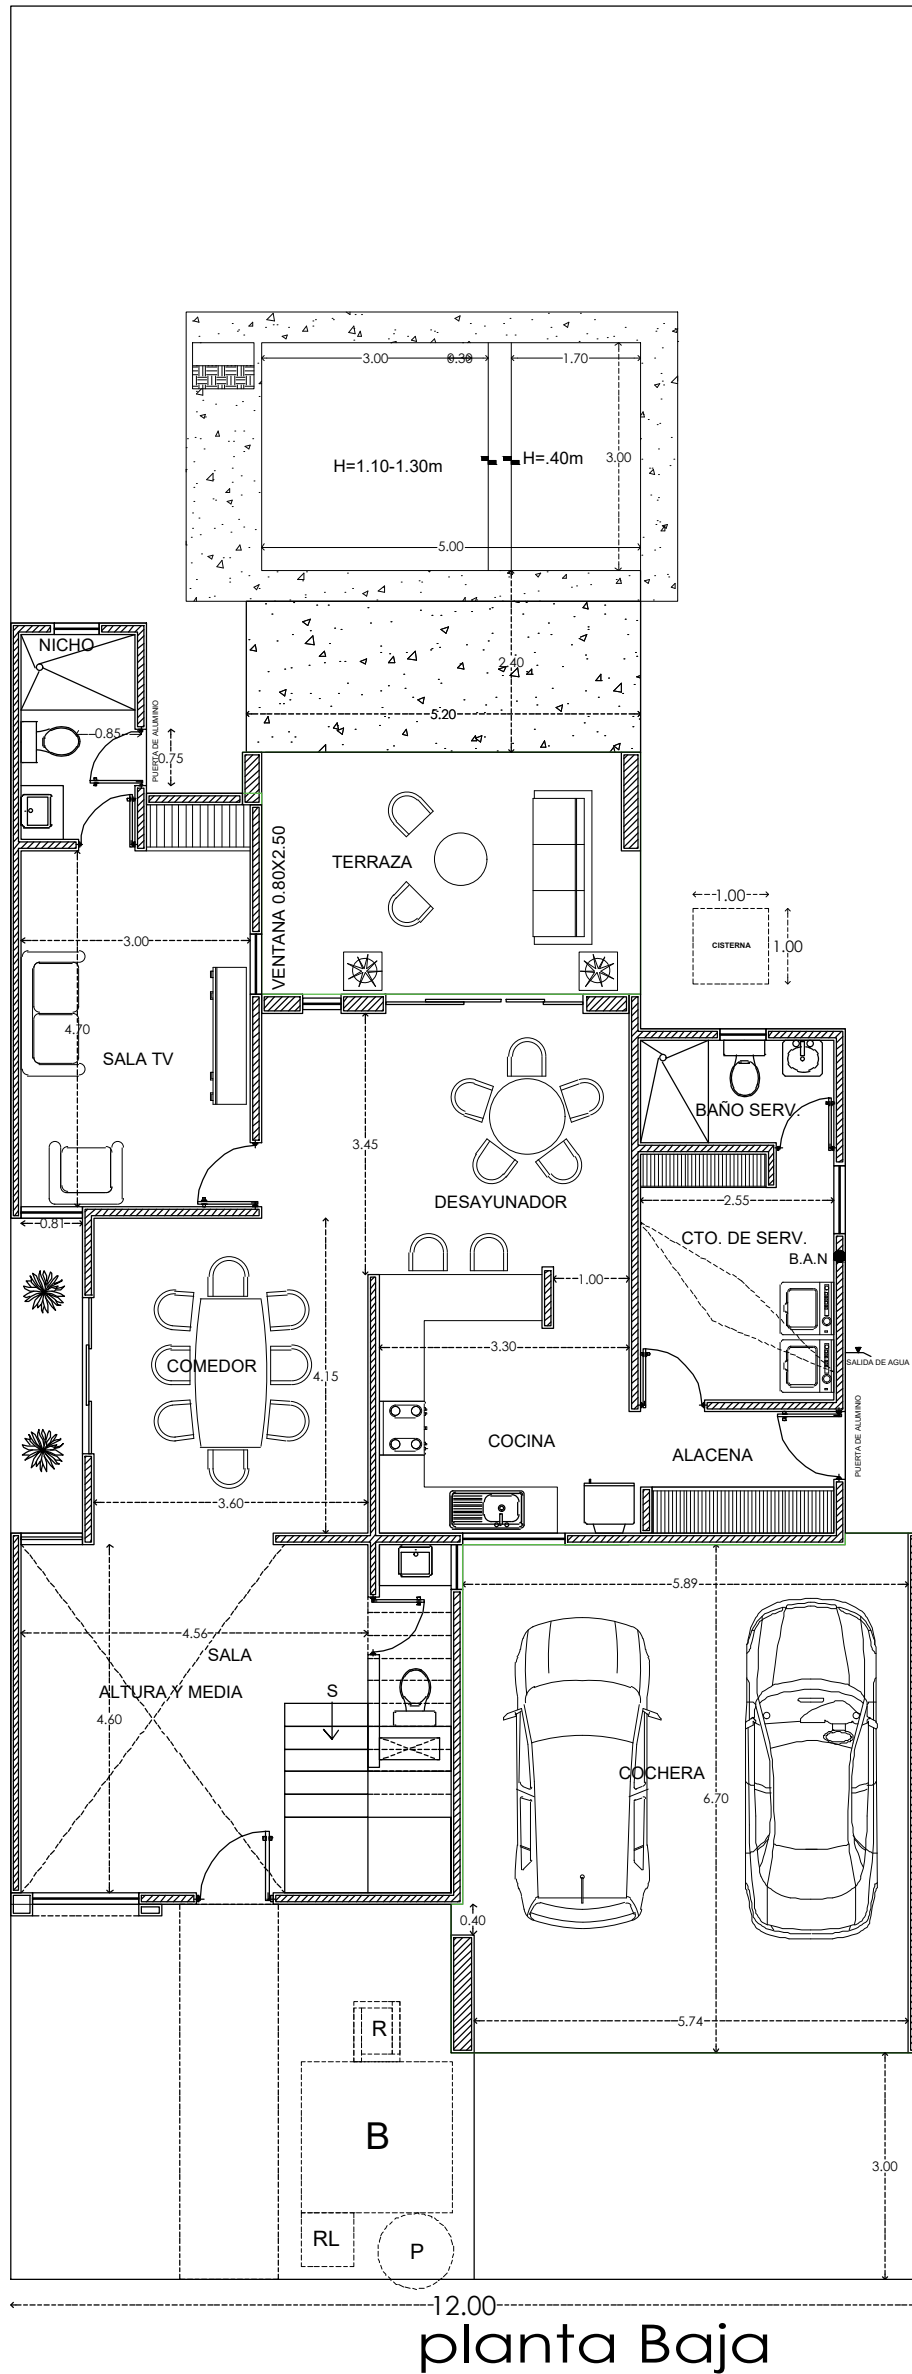 3.00
0.30
1.70
H=1.10-1.30m
H=.40m
3.00
5.00
2.40
5.20
NICHO
0.85
0.75
PUERTA DE ALUMINIO
VENTANA 0.80X2.50
TERRAZA
1.00
CISTERNA
1.00
3.00
4.70
SALA TV
3.45
BAÑO SERV.
DESAYUNADOR
2.55
0.81
CTO. DE SERV.
B.A.N
1.00
3.30
COMEDOR
4.15
SALIDA DE AGUA
PUERTA DE ALUMINIO
COCINA
ALACENA
3.60
5.89
4.56
SALA
ALTURA Y MEDIA
4.60
S
COCHERA
6.70
0.40
5.74
R
B
3.00
RL
P
12.00
planta Baja